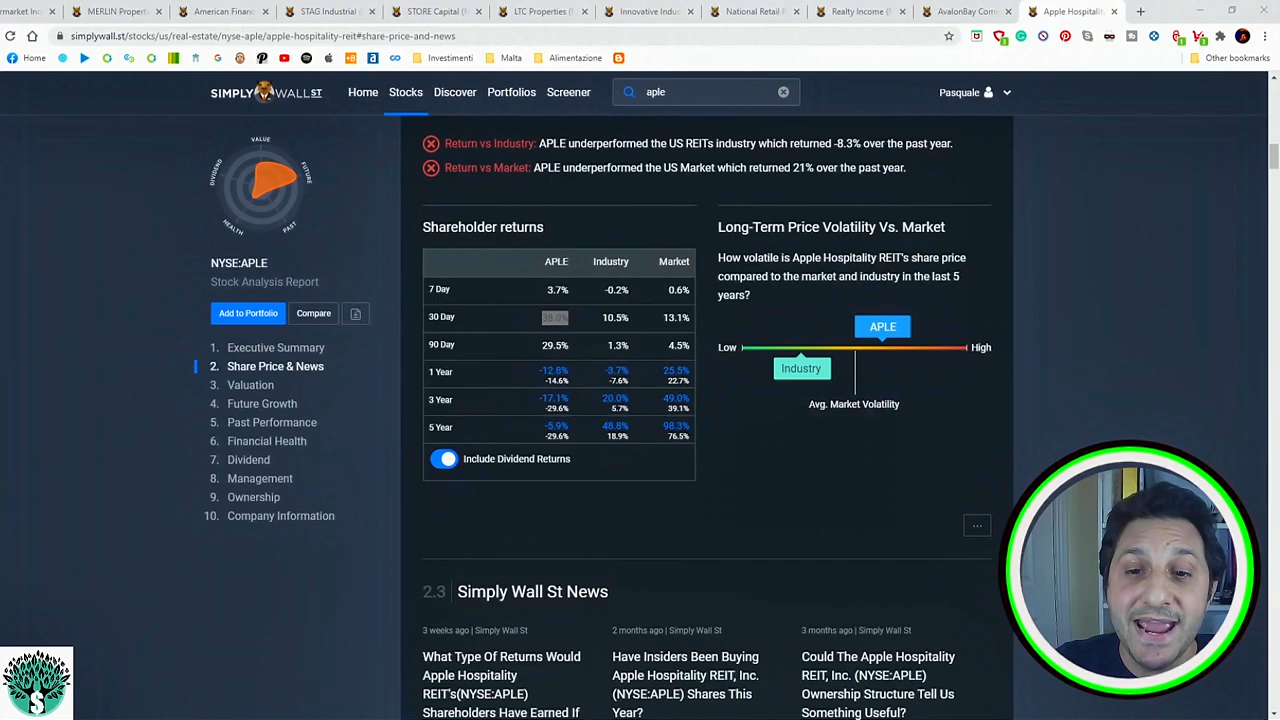 rmarket In
MERLIN Propert
American Financ
STAG Industrial (
STORE Capital (
LTC Properties (N
Innovative Indus
National Retail P
Realty Income (
AvalonBay Com
Apple Hospitalit
simplywall.st/stocks/us/real-estate/nyse-aple/apple-hospitality-reit#share-price-and-news
Home
Investimenti
Malta
Alimentazione
Other bookmarks
SIMPLY WALL ST
Home
Stocks
Discover
Portfolios
Screener
aple
Pasquale
VALUE
FUTURE
PAST
HEALTH
DIVIDEND
NYSE:APLE
Stock Analysis Report
Add to Portfolio
Compare
1. Executive Summary
2. Share Price & News
3. Valuation
4. Future Growth
5. Past Performance
6. Financial Health
7. Dividend
8. Management
9. Ownership
10. Company Information
Return vs Industry: APLE underperformed the US REITs industry which returned -8.3% over the past year.
Return vs Market: APLE underperformed the US Market which returned 21% over the past year.
Shareholder returns
APLE Industry Market
7 Day 3.7% -0.2% 0.6%
30 Day 38.0% 10.5% 13.1%
90 Day 29.5% 1.3% 4.5%
1 Year -12.8% -3.7% 25.5%
-14.6% -7.6% 22.7%
3 Year -17.1% 20.0% 49.0%
-29.6% 5.7% 39.1%
5 Year -5.9% 48.8% 98.3%
-29.6% 18.9% 76.5%
Include Dividend Returns
Long-Term Price Volatility Vs. Market
How volatile is Apple Hospitality REIT's share price
compared to the market and industry in the last 5
years?
APLE
Low
High
Industry
Avg. Market Volatility
2.3 Simply Wall St News
3 weeks ago | Simply Wall St
What Type Of Returns Would
Apple Hospitality
REIT's(NYSE:APLE)
Shareholders Have Earned If
2 months ago | Simply Wall St
Have Insiders Been Buying
Apple Hospitality REIT, Inc.
(NYSE:APLE) Shares This
Year?
3 months ago | Simply Wall St
Could The Apple Hospitality
REIT, Inc. (NYSE:APLE)
Ownership Structure Tell Us
Something Useful?
$